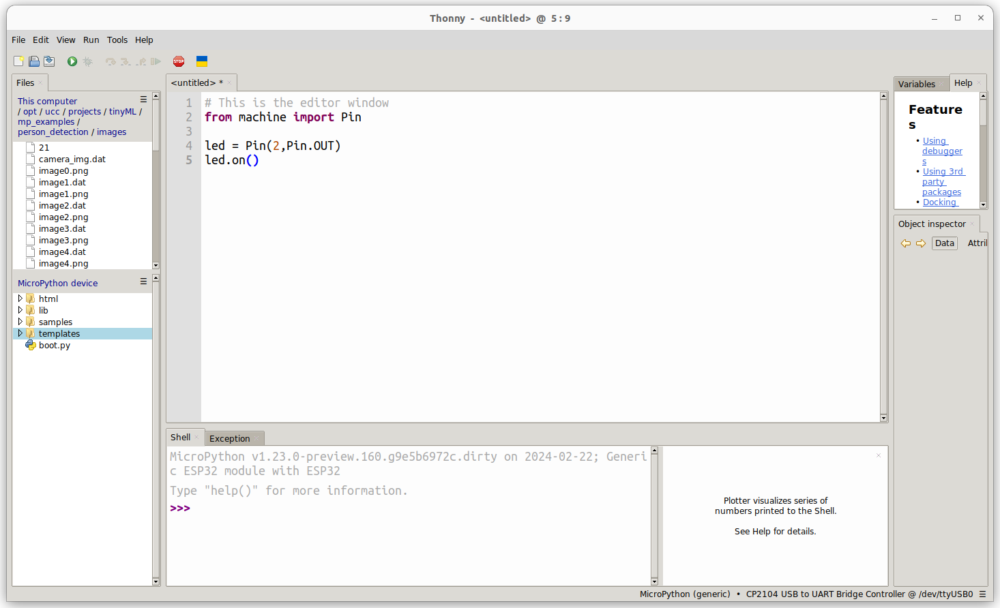 Thonny - <untitled> @ 5:9
File Edit View Run Tools Help
STOP
Files
This computer
/ opt / ucc / projects / tinyML /
mp_examples /
person_detection / images
21
camera_img.dat
image0.png
image1.dat
image1.png
image2.dat
image2.png
image3.dat
image3.png
image4.dat
image4.png
MicroPython device
html
lib
samples
templates
boot.py
<untitled> *
1 # This is the editor window
2 from machine import Pin
3
4 led = Pin(2,Pin.OUT)
5 led.on()
Shell Exception
MicroPython v1.23.0-preview.160.g9e5b6972c.dirty on 2024-02-22; Generi
c ESP32 module with ESP32
Type "help()" for more information.
>>>
Plotter visualizes series of
numbers printed to the Shell.
See Help for details.
Variables Help
Feature
s
• Using
debugger
s
• Using 3rd
party
packages
• Docking
Object inspector
Data Attri
MicroPython (generic) • CP2104 USB to UART Bridge Controller @ /dev/ttyUSB0 ☰